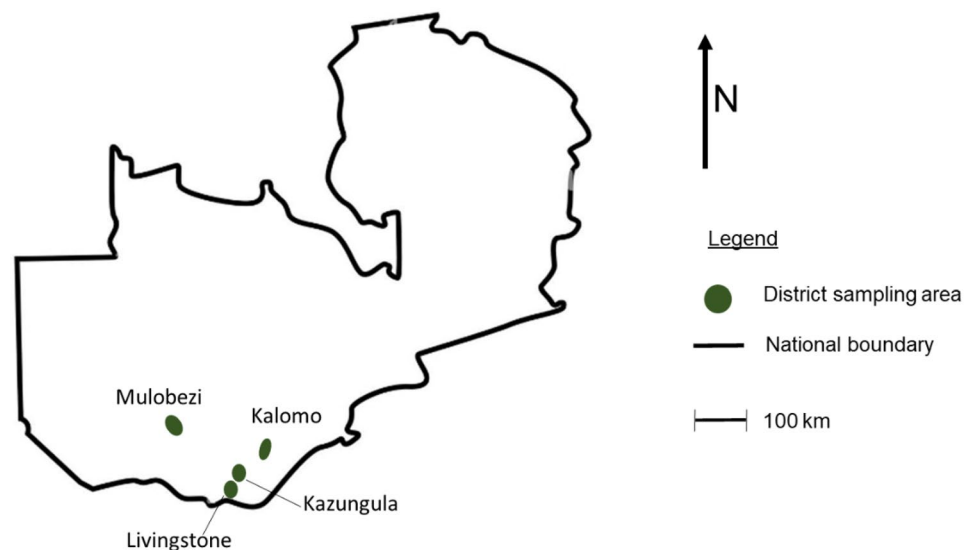 N
Legend
District sampling area
National boundary
100 km
Mulobezi
Kalomo
Kazungula
Livingstone